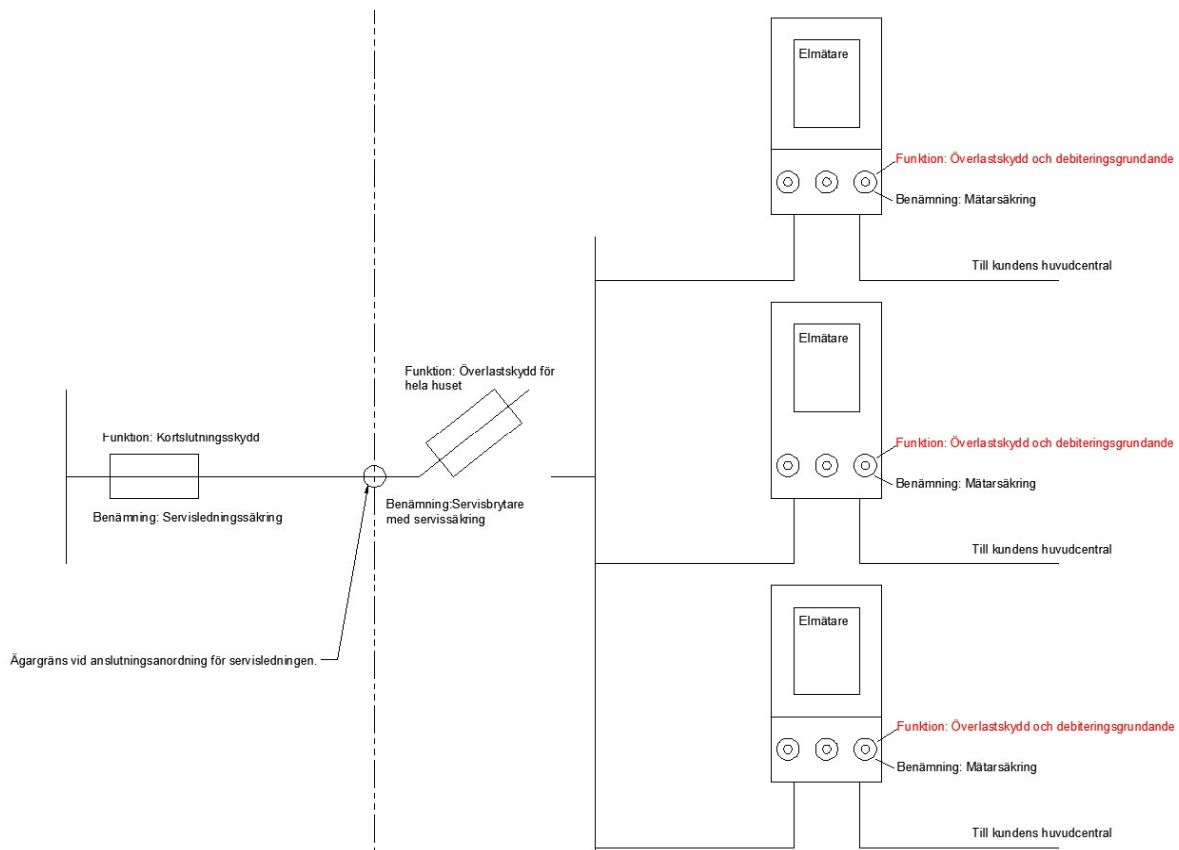 Elmätare
Funktion: Överlastskydd och debiteringsgrundande
Benämning: Mätarsäkring
Till kundens huvudcentral
Elmätare
Funktion: Överlastskydd för
hela huset
Funktion: Kortslutningsskydd
Funktion: Överlastskydd och debiteringsgrundande
Benämning: Mätarsäkring
Benämning:Servisbrytare
med servissäkring
Benämning: Servisledningssäkring
Till kundens huvudcentral
Elmätare
Ägargräns vid anslutningsanordning för servisledningen.
Funktion: Överlastskydd och debiteringsgrundande
Benämning: Mätarsäkring
Till kundens huvudcentral